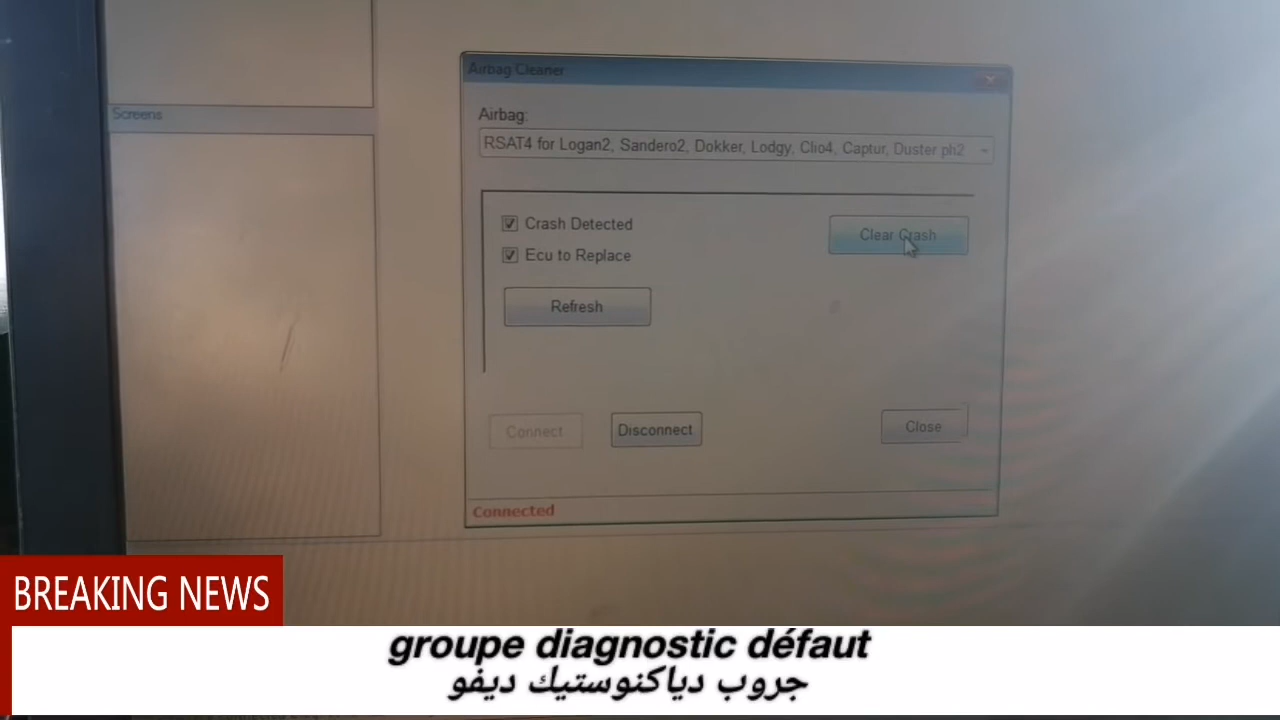 Screens
Airbag Cleaner
Airbag:
RSAT4 for Logan2, Sandero2, Dokker, Lodgy, Clio4, Captur, Duster ph2
Crash Detected
Clear Crash
Ecu to Replace
Refresh
Connect
Disconnect
Close
Connected
BREAKING NEWS
groupe diagnostic défaut
جروب دياكنوستيك ديفو